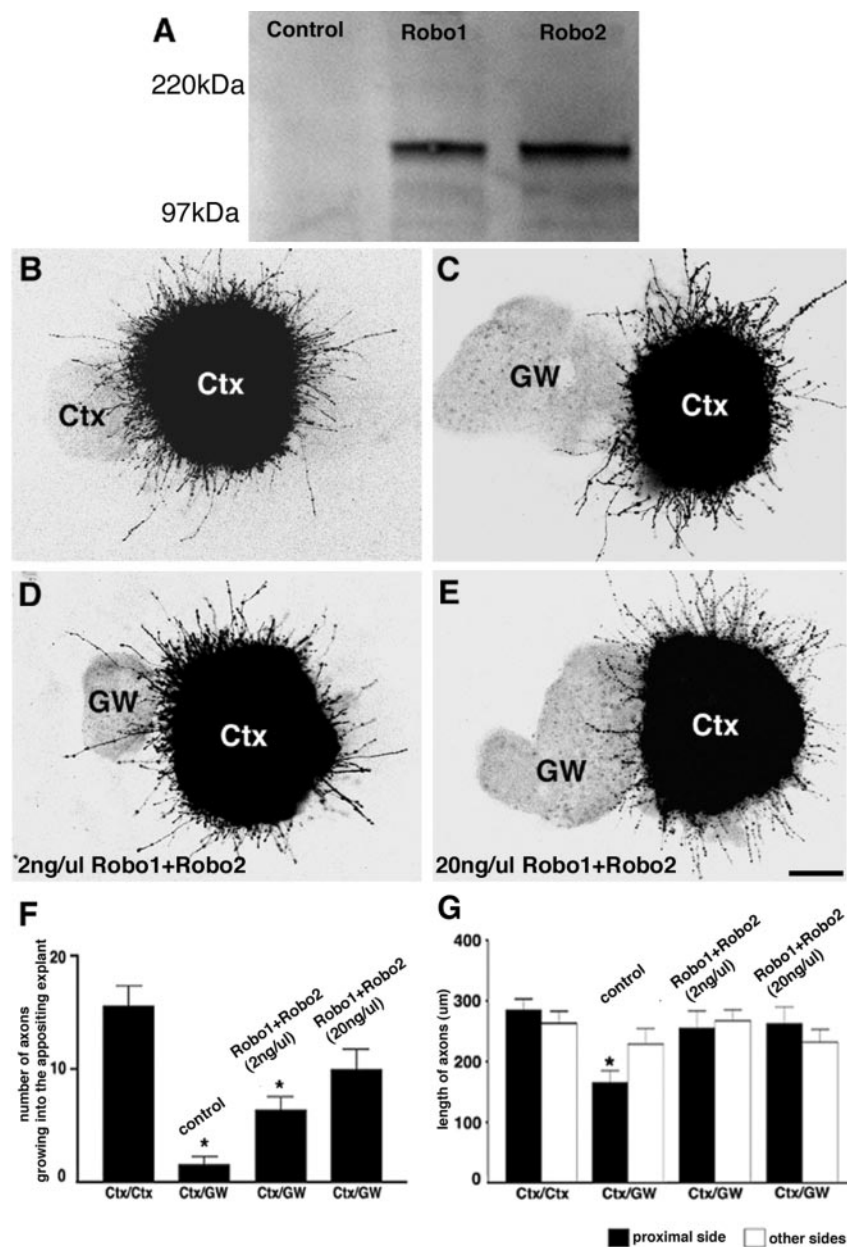 A
Control Robo1 Robo2
220kDa
97kDa
B
Ctx
Ctx
C
GW
Ctx
D
GW
Ctx
2ng/ul Robo1+Robo2
E
GW
Ctx
20ng/ul Robo1+Robo2
F
number of axons
growing into the appositing explant
20
10
0
control
Robo1+Robo2
(2ng/ul)
Robo1+Robo2
(20ng/ul)
*
*
Ctx/Ctx Ctx/GW Ctx/GW Ctx/GW
G
length of axons (um)
400
300
200
100
0
control
Robo1+Robo2
(2ng/ul)
Robo1+Robo2
(20ng/ul)
*
Ctx/Ctx Ctx/GW Ctx/GW Ctx/GW
proximal side other sides